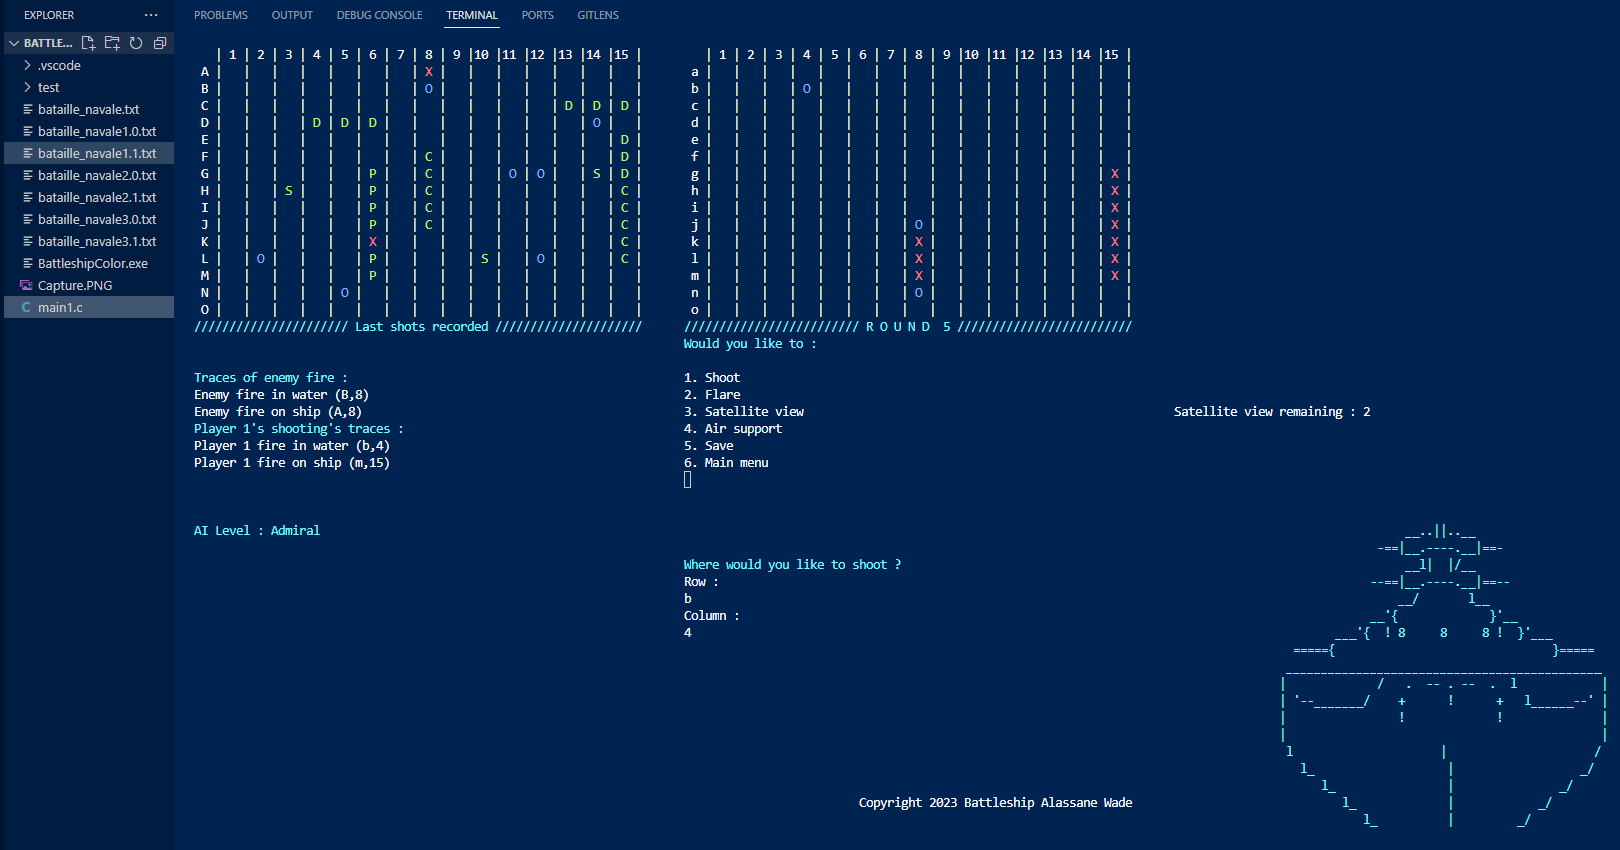 EXPLORER ...
BATTLE...
.vscode
test
bataille_navale.txt
bataille_navale1.0.txt
bataille_navale1.1.txt
bataille_navale2.0.txt
bataille_navale2.1.txt
bataille_navale3.0.txt
bataille_navale3.1.txt
BattleshipColor.exe
Capture.PNG
C main1.c
PROBLEMS OUTPUT DEBUG CONSOLE TERMINAL PORTS GITLENS
| 1 | 2 | 3 | 4 | 5 | 6 | 7 | 8 | 9 |10 |11 |12 |13 |14 |15 |
A | | | | | | | | X | | | | | | | |
B | | | | | | | | O | | | | | | | |
C | | | | | | | | | | | | | D | D | D |
D | | | | D | D | D | | | | | | | | O | |
E | | | | | | | | | | | | | | | D |
F | | | | | | | | C | | | | | | | D |
G | | | | | | P | | C | | | O | O | | S | D |
H | | | S | | | P | | C | | | | | | | C |
I | | | | | | P | | C | | | | | | | C |
J | | | | | | P | | C | | | | | | | C |
K | | | | | | X | | | | | | | | | C |
L | | O | | | | P | | | | S | | O | | | C |
M | | | | | | P | | | | | | | | | |
N | | | | | O | | | | | | | | | | |
O | | | | | | | | | | | | | | | |
////////////////////// Last shots recorded /////////////////////
Traces of enemy fire :
Enemy fire in water (B,8)
Enemy fire on ship (A,8)
Player 1's shooting's traces :
Player 1 fire in water (b,4)
Player 1 fire on ship (m,15)
AI Level : Admiral
| 1 | 2 | 3 | 4 | 5 | 6 | 7 | 8 | 9 |10 |11 |12 |13 |14 |15 |
a | | | | | | | | | | | | | | | |
b | | | | O | | | | | | | | | | | |
c | | | | | | | | | | | | | | | |
d | | | | | | | | | | | | | | | |
e | | | | | | | | | | | | | | | |
f | | | | | | | | | | | | | | | |
g | | | | | | | | | | | | | | | X |
h | | | | | | | | | | | | | | | X |
i | | | | | | | | | | | | | | | X |
j | | | | | | | | O | | | | | | | X |
k | | | | | | | | X | | | | | | | X |
l | | | | | | | | X | | | | | | | X |
m | | | | | | | | X | | | | | | | X |
n | | | | | | | | O | | | | | | | |
o | | | | | | | | | | | | | | | |
///////////////////////// R O U N D 5 /////////////////////////
Would you like to :
1. Shoot
2. Flare
3. Satellite view
4. Air support
5. Save
6. Main menu
Satellite view remaining : 2
Where would you like to shoot ?
Row :
b
Column :
4
Copyright 2023 Battleship Alassane Wade